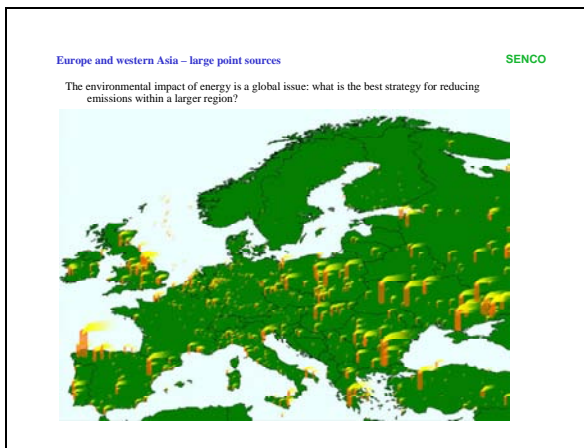 Europe and western Asia – large point sources
SENCO
The environmental impact of energy is a global issue: what is the best strategy for reducing
emissions within a larger region?